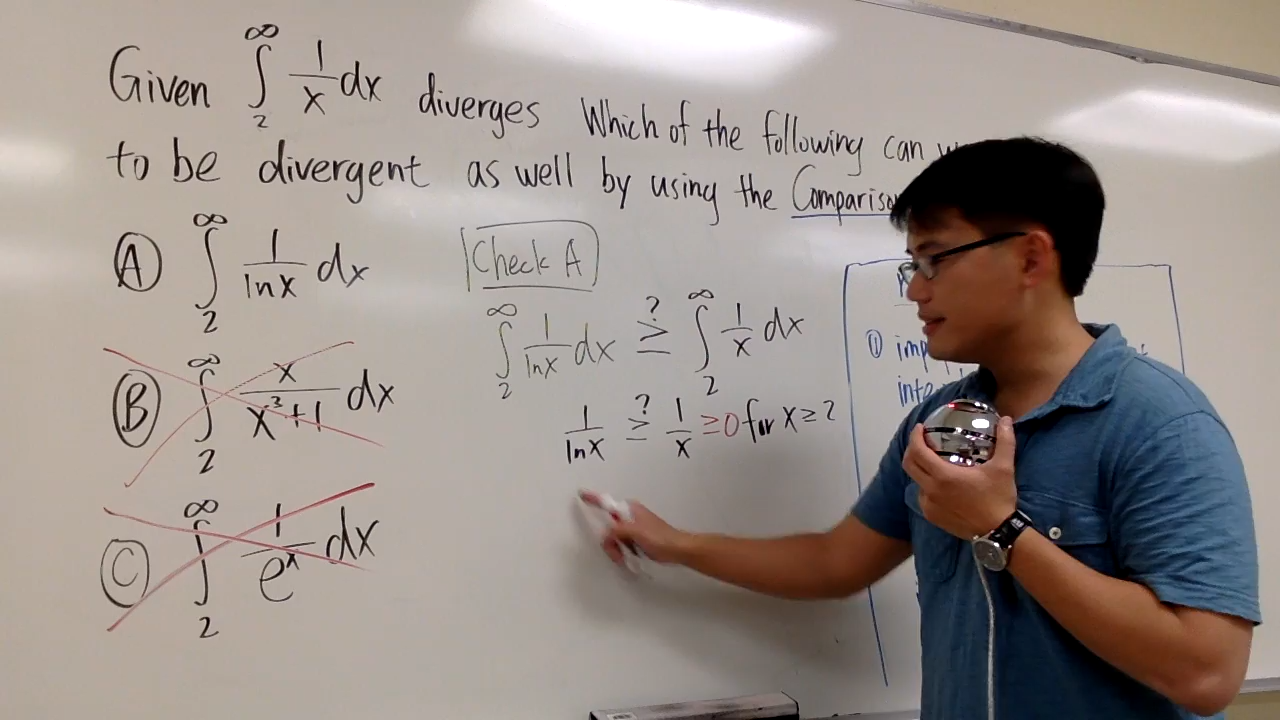 Given ∫₂^∞ 1/x dx diverges Which of the following can
to be divergent as well by using the
Ⓐ ∫₂^∞ 1/lnx dx
Ⓑ ∫₂^∞ x/(x³+1) dx
Ⓒ ∫₂^∞ 1/eˣ dx
Check A
∫₂^∞ 1/lnx dx ≥? ∫₂^∞ 1/x dx
1/lnx ≥? 1/x ≥0 for x ≥ 2
①